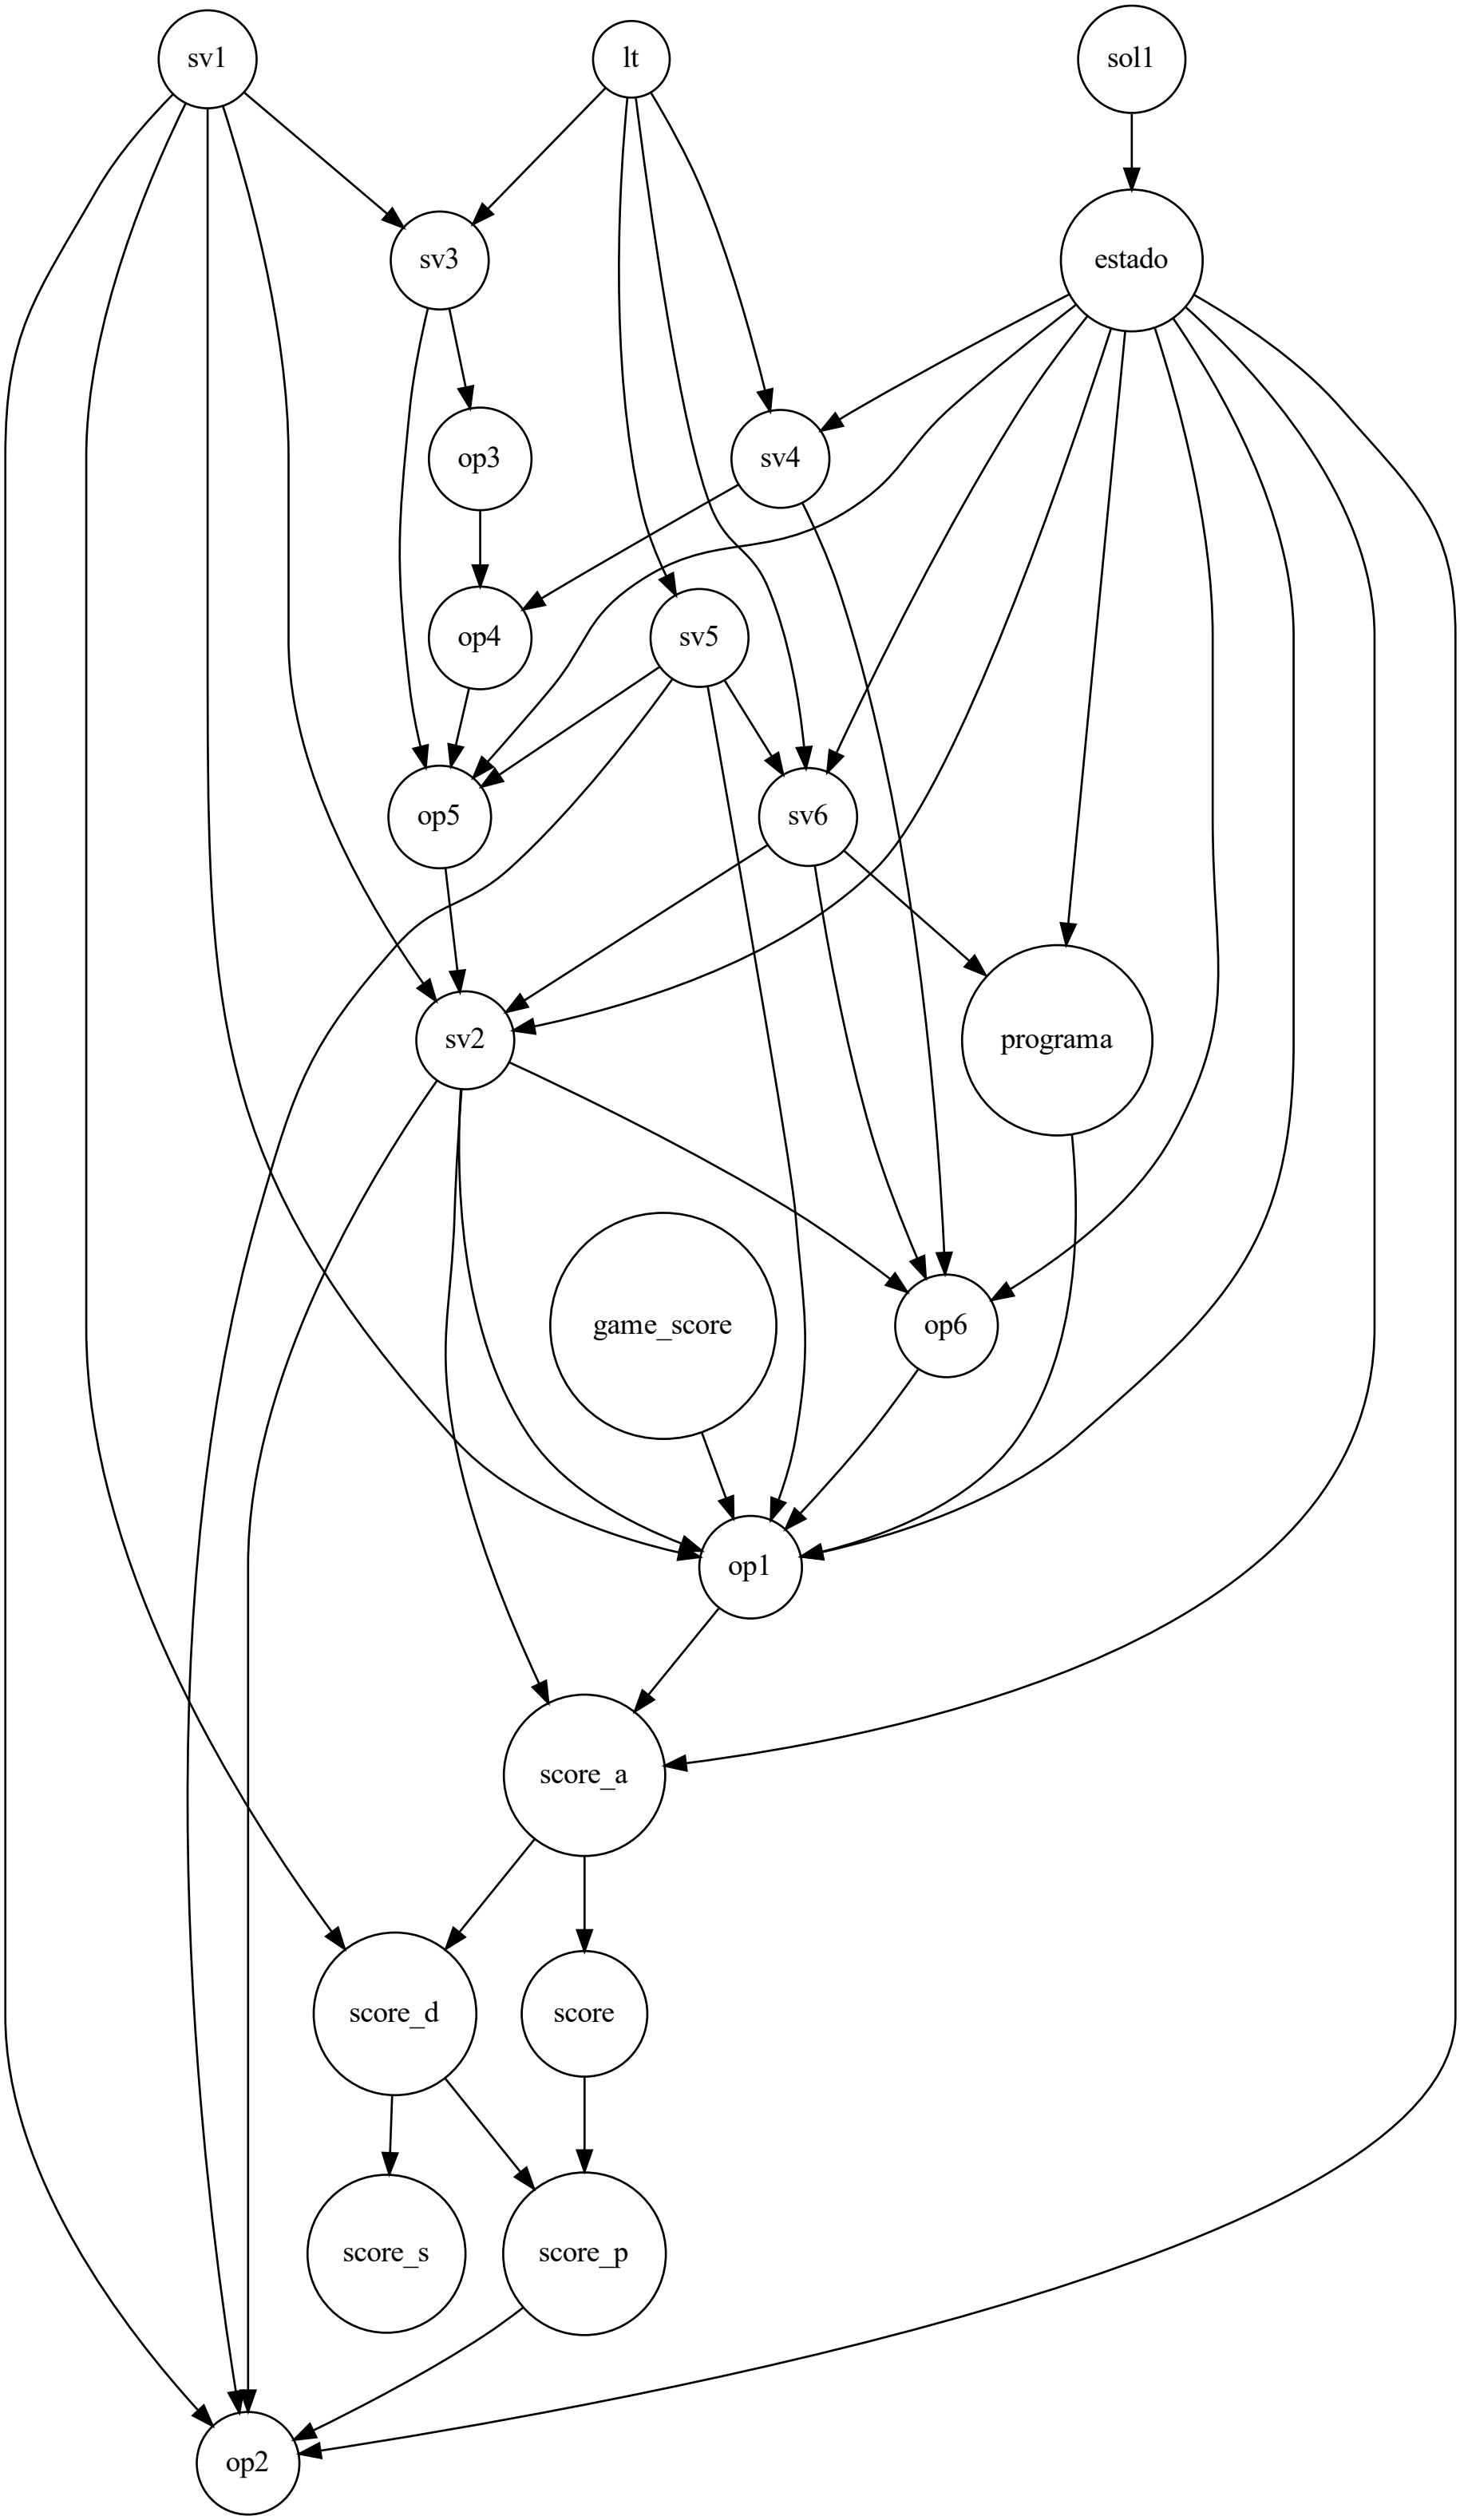 sv1
lt
sol1
sv3
estado
op3
sv4
op4
sv5
op5
sv6
sv2
programa
game_score
op6
op1
score_a
score_d
score
score_s
score_p
op2